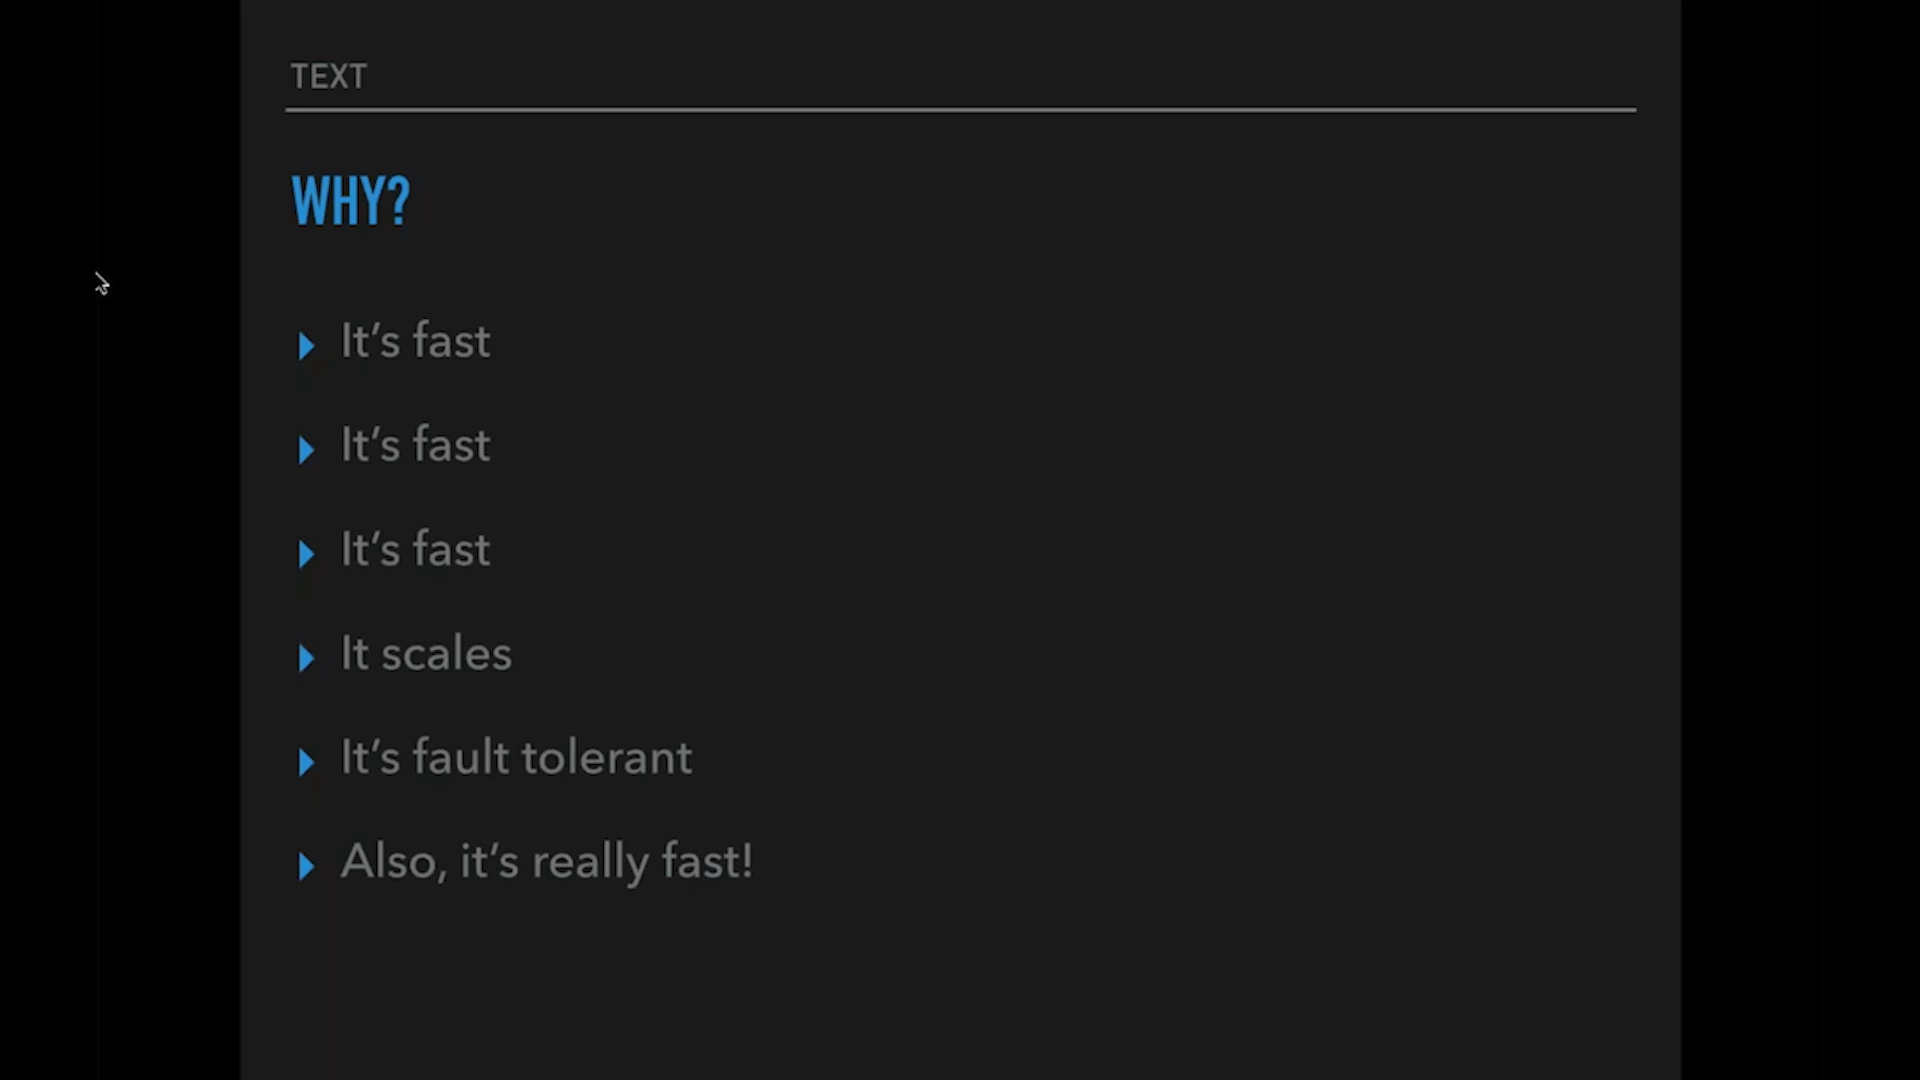 TEXT
WHY?
It’s fast
It’s fast
It’s fast
It scales
It’s fault tolerant
Also, it’s really fast!